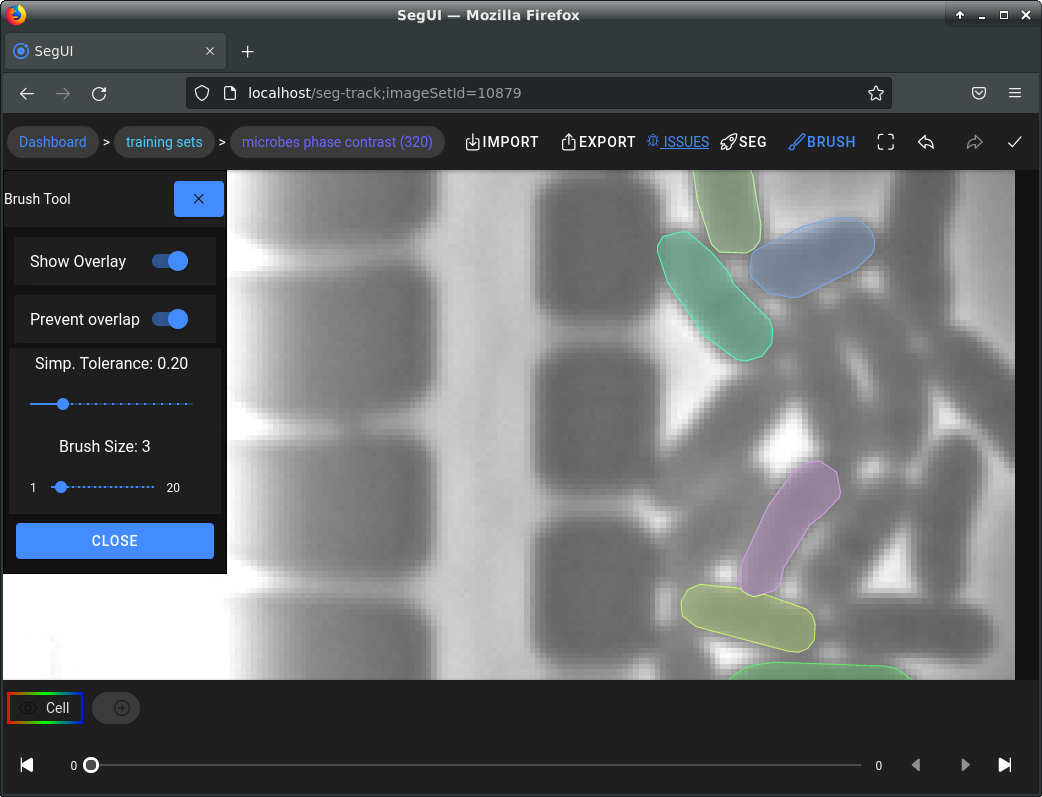 SegUI — Mozilla Firefox
SegUI
localhost/seg-track;imageSetId=10879
Dashboard > training sets > microbes phase contrast (320) IMPORT EXPORT ISSUES SEG BRUSH
Brush Tool
Show Overlay
Prevent overlap
Simp. Tolerance: 0.20
Brush Size: 3
1 20
CLOSE
Cell
0 0